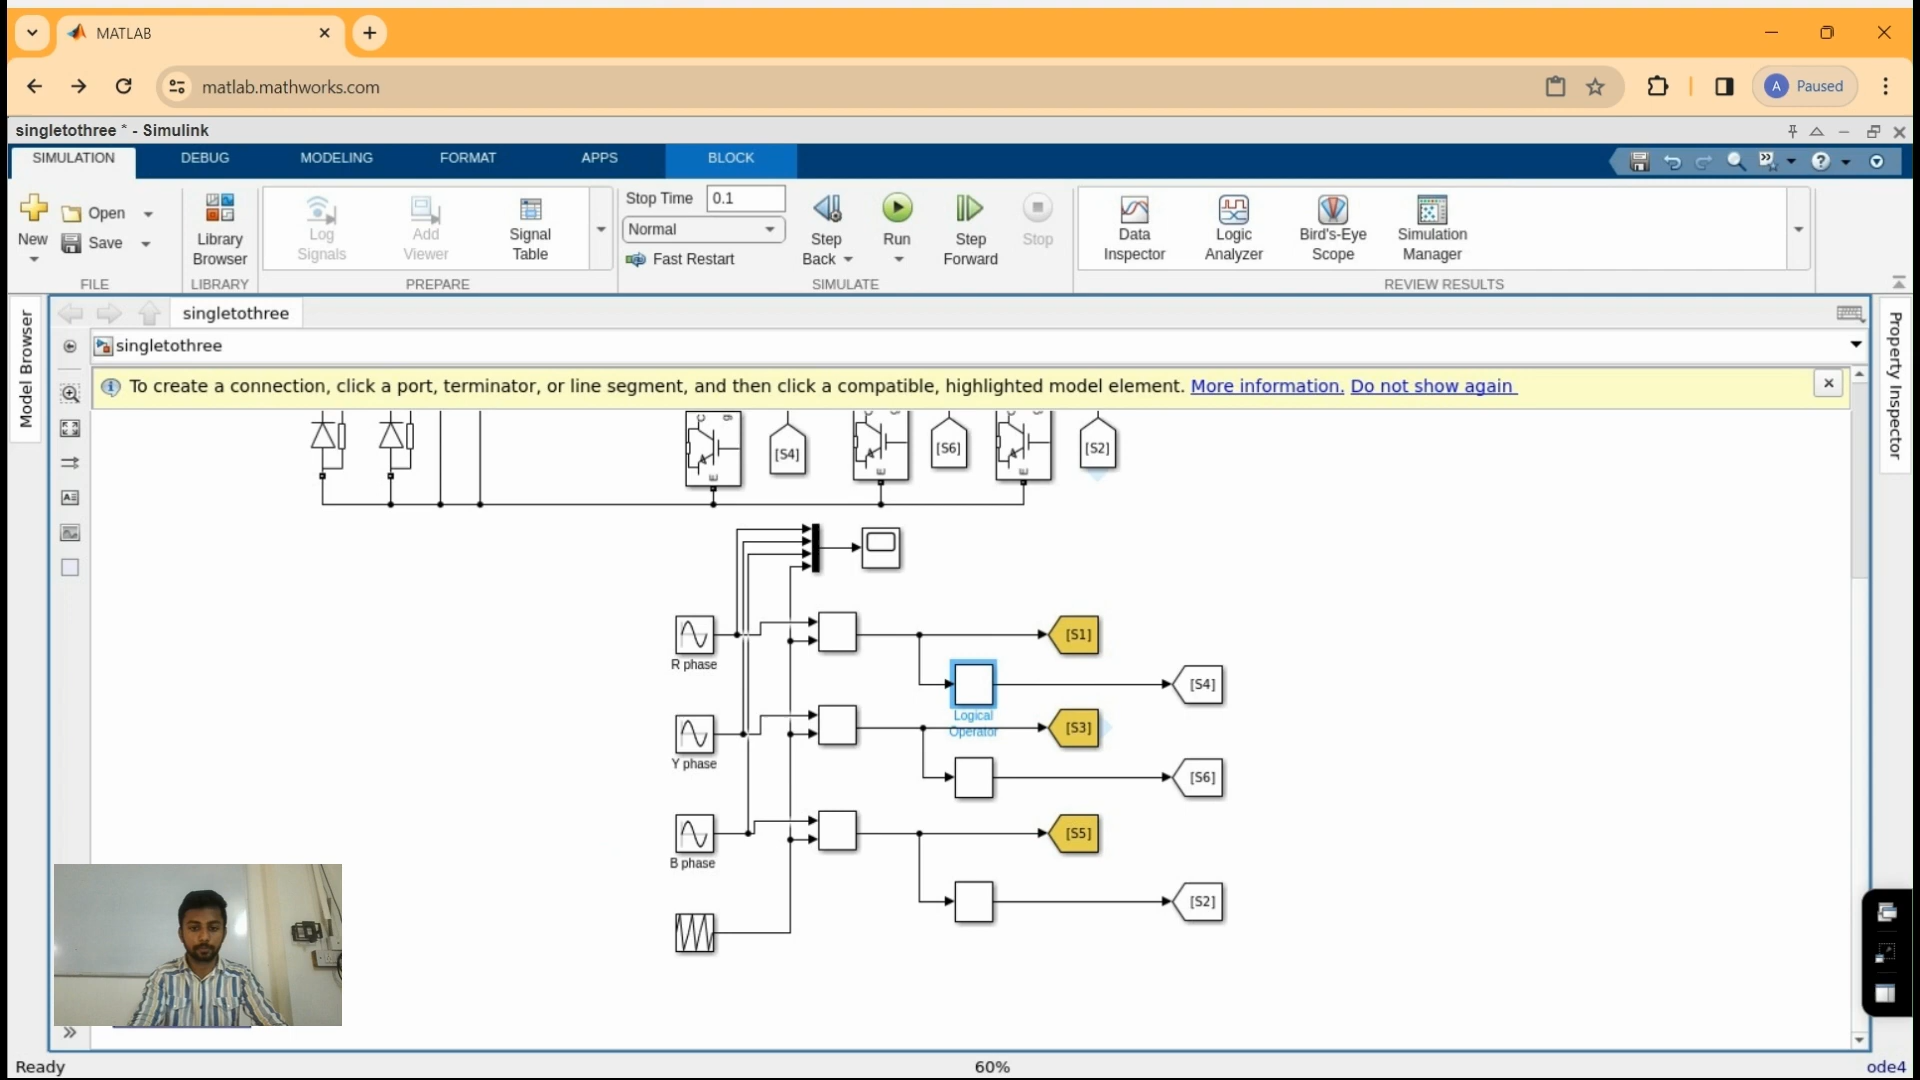 MATLAB
matlab.mathworks.com
A Paused
singletothree * - Simulink
SIMULATION DEBUG MODELING FORMAT APPS BLOCK
New
Open
Save
FILE
Library Browser
LIBRARY
Log Signals
Add Viewer
Signal Table
PREPARE
Stop Time 0.1
Normal
Fast Restart
Step Back
Run
Step Forward
Stop
SIMULATE
Data Inspector
Logic Analyzer
Bird's-Eye Scope
Simulation Manager
REVIEW RESULTS
Model Browser
Property Inspector
singletothree
singletothree
To create a connection, click a port, terminator, or line segment, and then click a compatible, highlighted model element. More information. Do not show again
[S4] [S6] [S2]
E E E
R phase
[S1]
[S4]
Logical Operator
Y phase
[S3]
[S6]
B phase
[S5]
[S2]
Ready 60% ode4